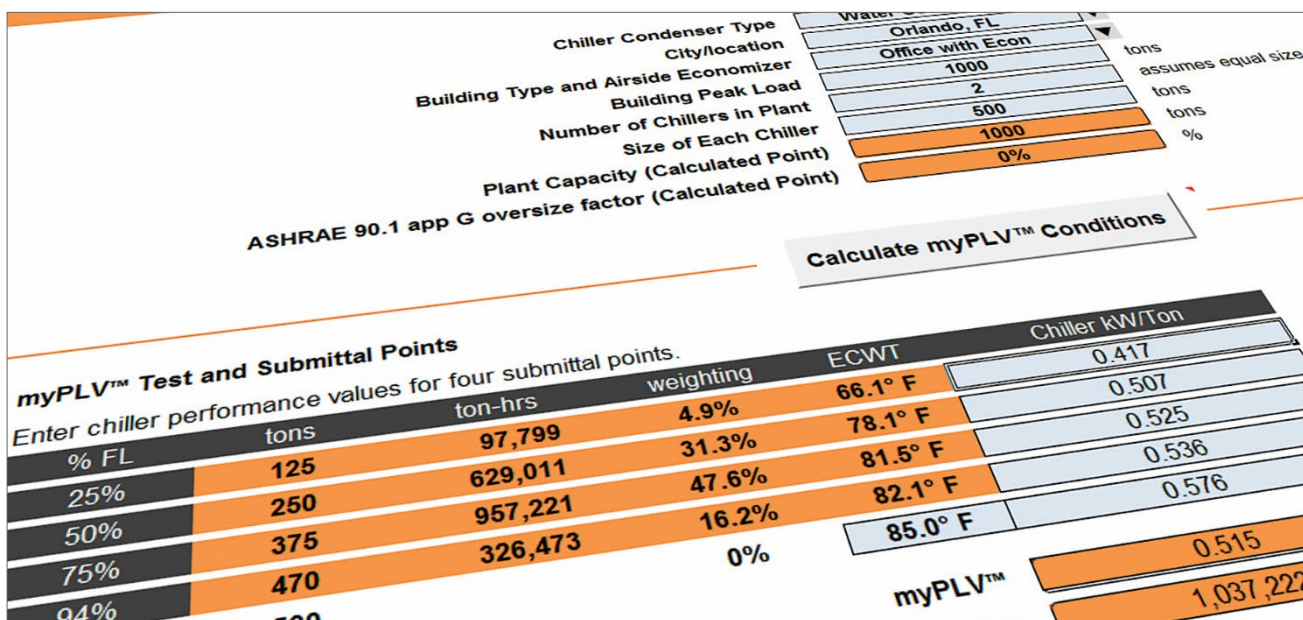 Chiller Condenser Type
City/location Orlando, FL
Building Type and Airside Economizer Office with Econ
Building Peak Load 1000 tons
Number of Chillers in Plant 2 assumes equal size
Size of Each Chiller 500 tons
Plant Capacity (Calculated Point) 1000 tons
ASHRAE 90.1 app G oversize factor (Calculated Point) 0% %
Calculate myPLV™ Conditions
myPLV™ Test and Submittal Points
Enter chiller performance values for four submittal points.
% FL tons ton-hrs weighting ECWT Chiller kW/Ton
25% 125 97,799 4.9% 66.1° F 0.417
50% 250 629,011 31.3% 78.1° F 0.507
75% 375 957,221 47.6% 81.5° F 0.525
94% 470 326,473 16.2% 82.1° F 0.536
0% 85.0° F 0.576
myPLV™ 0.515
1,037,222